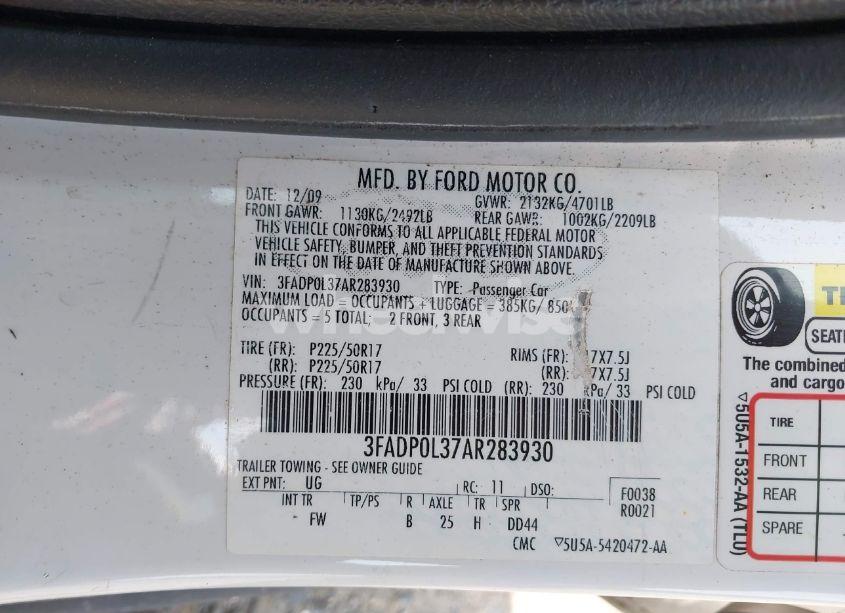 MFD. BY FORD MOTOR CO.
DATE: 12/09 GVWR: 2132KG/4701LB
FRONT GAWR: 1130KG/2492LB REAR GAWR: 1002KG/2209LB
THIS VEHICLE CONFORMS TO ALL APPLICABLE FEDERAL MOTOR
VEHICLE SAFETY, BUMPER, AND THEFT PREVENTION STANDARDS
IN EFFECT ON THE DATE OF MANUFACTURE SHOWN ABOVE.
VIN: 3FADP0L37AR283930 TYPE: Passenger Car
MAXIMUM LOAD = OCCUPANTS + LUGGAGE = 385KG/ 850
OCCUPANTS = 5 TOTAL; 2 FRONT, 3 REAR
wheelwise
TIRE (FR): P225/50R17 RIMS (FR): 7X7.5J
(RR): P225/50R17 (RR): 7X7.5J
PRESSURE (FR): 230 kPa/ 33 PSI COLD (RR): 230 kPa/ 33 PSI COLD
3FADP0L37AR283930
TRAILER TOWING - SEE OWNER GUIDE
EXT PNT: UG RC: 11 DSO: F0038
R0021
INT TR TP/PS R AXLE TR SPR
FW B 25 H DD44
CMC ▽5U5A-5420472-AA
SEAT
The combined
and cargo
TIRE
FRONT
REAR
SPARE
▽5U5A-1532-AA (TLU)